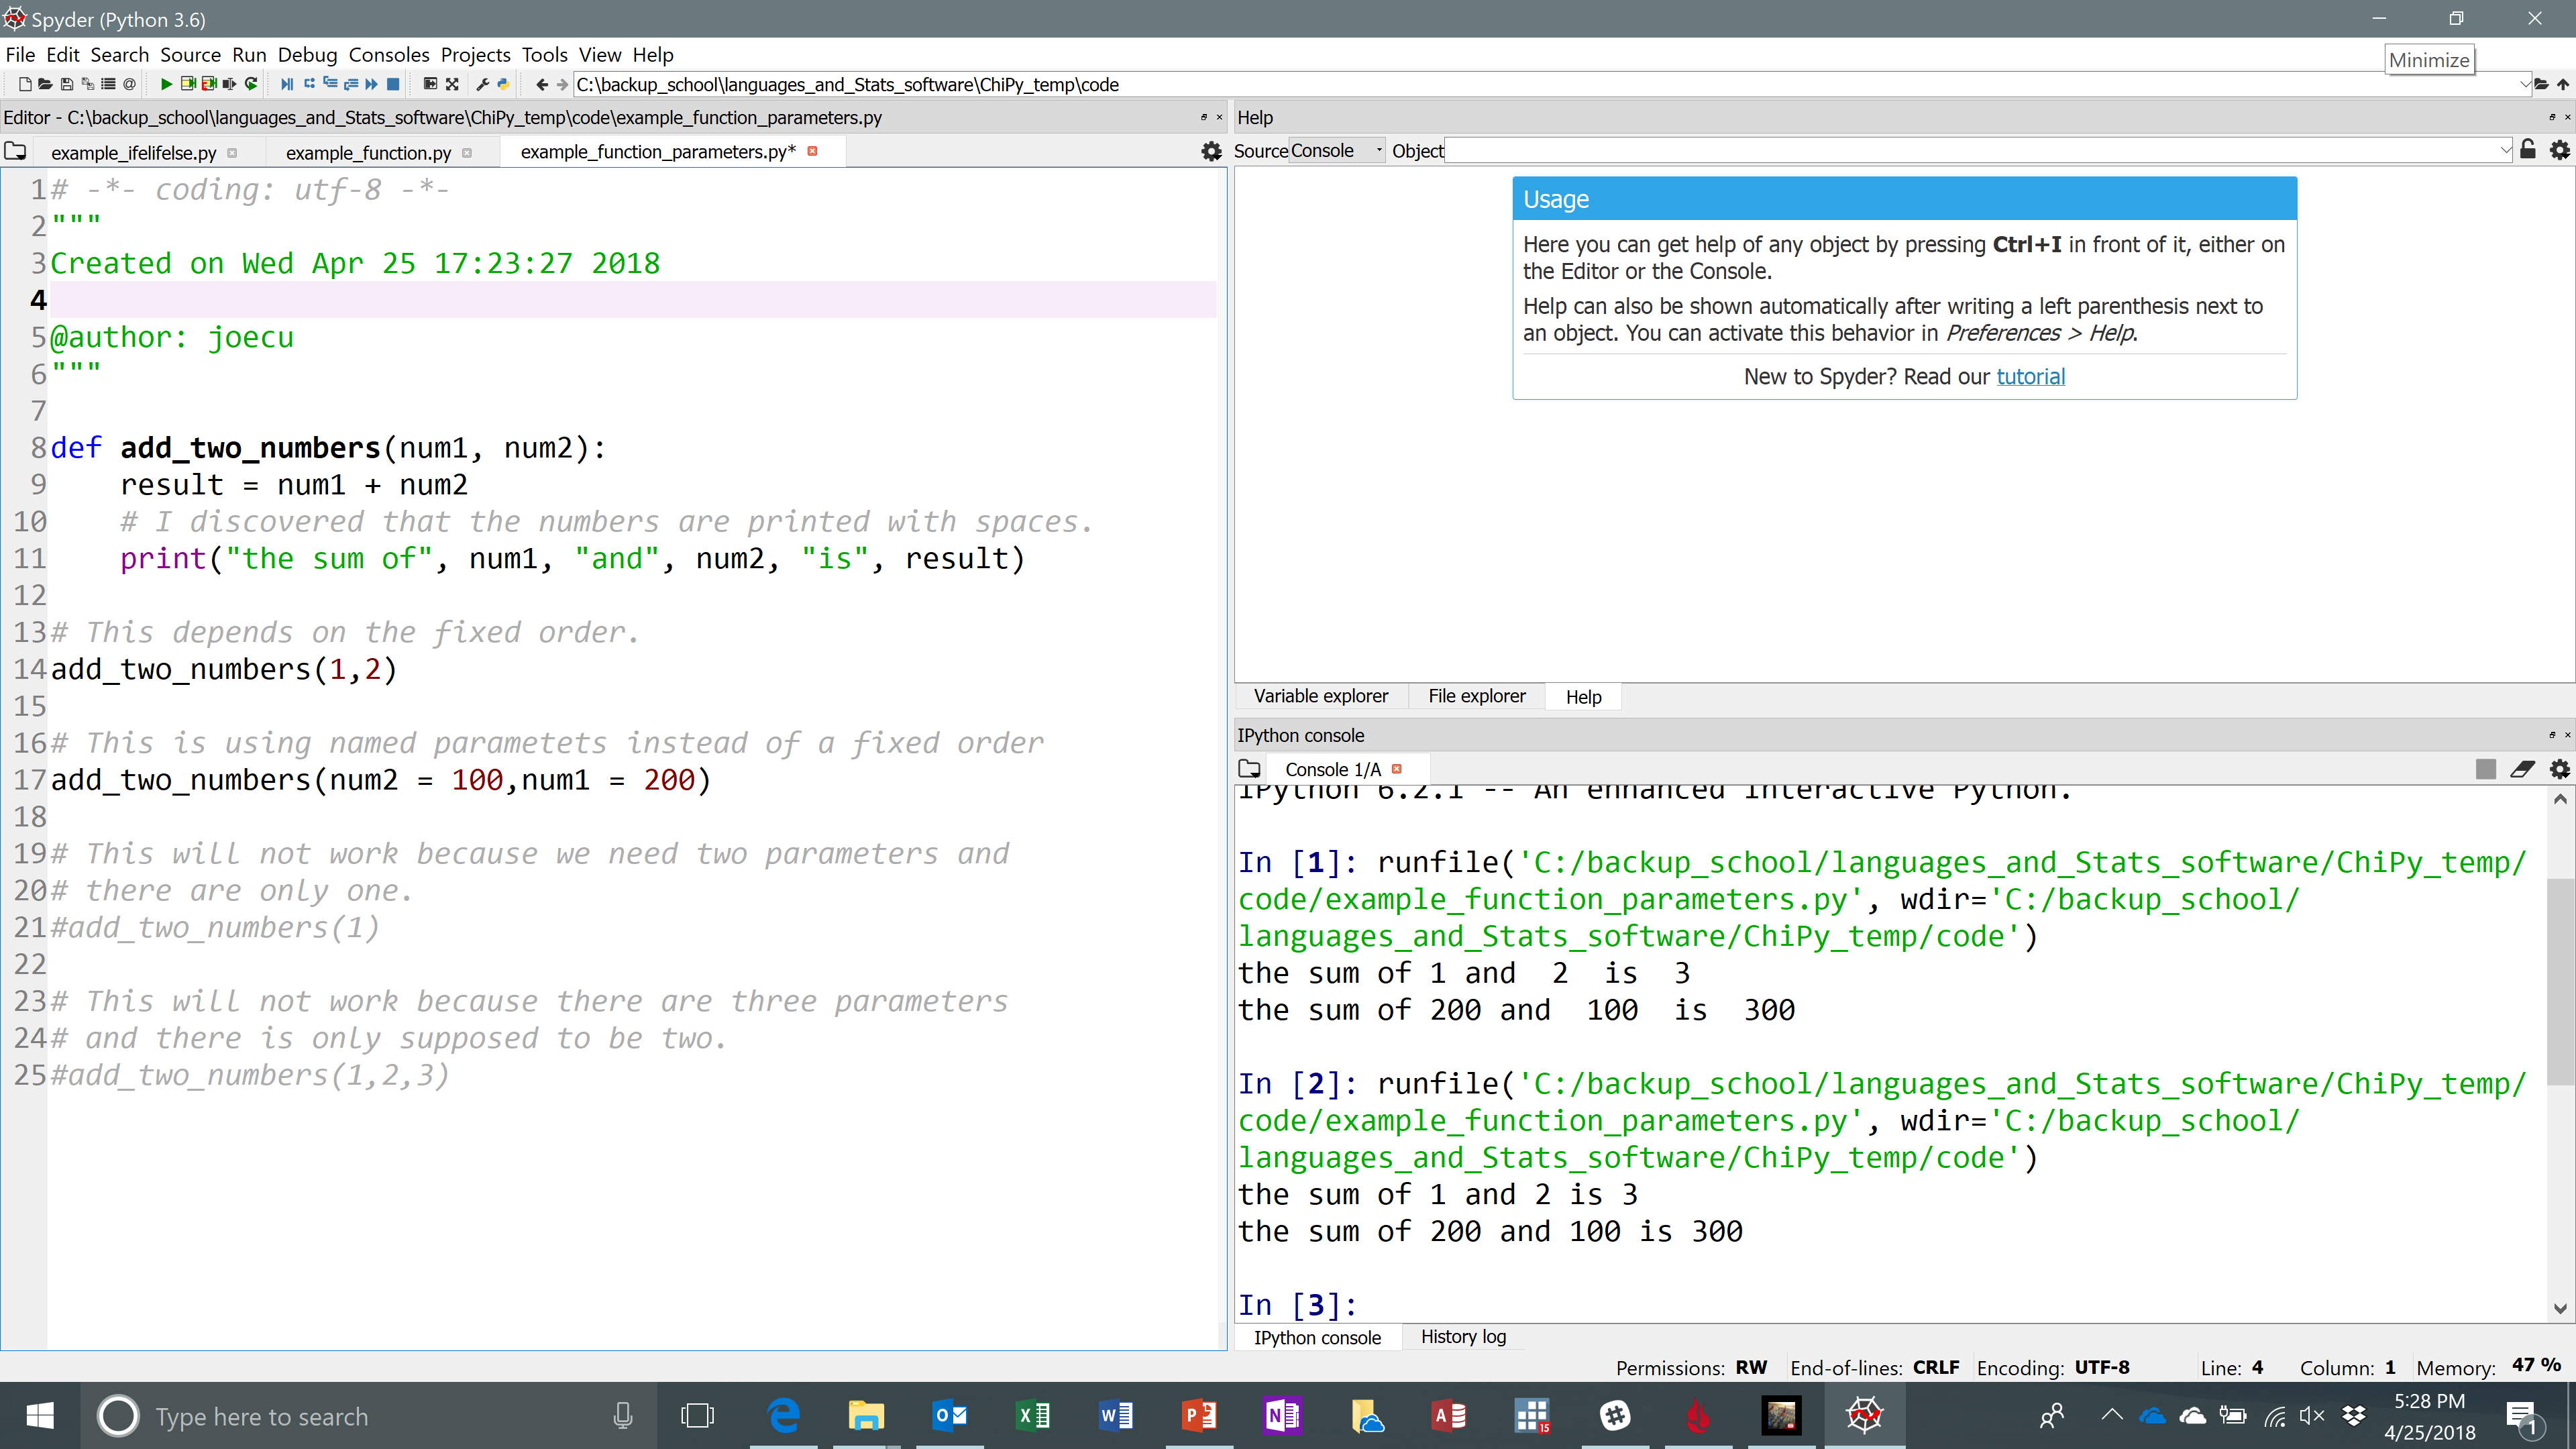 Spyder (Python 3.6)
Minimize
File Edit Search Source Run Debug Consoles Projects Tools View Help
C:\backup_school\languages_and_Stats_software\ChiPy_temp\code
Editor - C:\backup_school\languages_and_Stats_software\ChiPy_temp\code\example_function_parameters.py
example_ifelifelse.py example_function.py example_function_parameters.py*
1# -*- coding: utf-8 -*-
2"""
3Created on Wed Apr 25 17:23:27 2018
4
5@author: joecu
6"""
7
8def add_two_numbers(num1, num2):
9    result = num1 + num2
10    # I discovered that the numbers are printed with spaces.
11    print("the sum of", num1, "and", num2, "is", result)
12
13# This depends on the fixed order.
14add_two_numbers(1,2)
15
16# This is using named parametets instead of a fixed order
17add_two_numbers(num2 = 100,num1 = 200)
18
19# This will not work because we need two parameters and
20# there are only one.
21#add_two_numbers(1)
22
23# This will not work because there are three parameters
24# and there is only supposed to be two.
25#add_two_numbers(1,2,3)
Help
Source Console Object
Usage
Here you can get help of any object by pressing Ctrl+I in front of it, either on
the Editor or the Console.
Help can also be shown automatically after writing a left parenthesis next to
an object. You can activate this behavior in Preferences > Help.
New to Spyder? Read our tutorial
Variable explorer File explorer Help
IPython console
Console 1/A
IPython 6.2.1 -- An enhanced Interactive Python.
In [1]: runfile('C:/backup_school/languages_and_Stats_software/ChiPy_temp/
code/example_function_parameters.py', wdir='C:/backup_school/
languages_and_Stats_software/ChiPy_temp/code')
the sum of 1 and  2  is  3
the sum of 200 and  100  is  300
In [2]: runfile('C:/backup_school/languages_and_Stats_software/ChiPy_temp/
code/example_function_parameters.py', wdir='C:/backup_school/
languages_and_Stats_software/ChiPy_temp/code')
the sum of 1 and 2 is 3
the sum of 200 and 100 is 300
In [3]:
IPython console History log
Permissions: RW End-of-lines: CRLF Encoding: UTF-8 Line: 4 Column: 1 Memory: 47 %
Type here to search
15
5:28 PM
4/25/2018
1